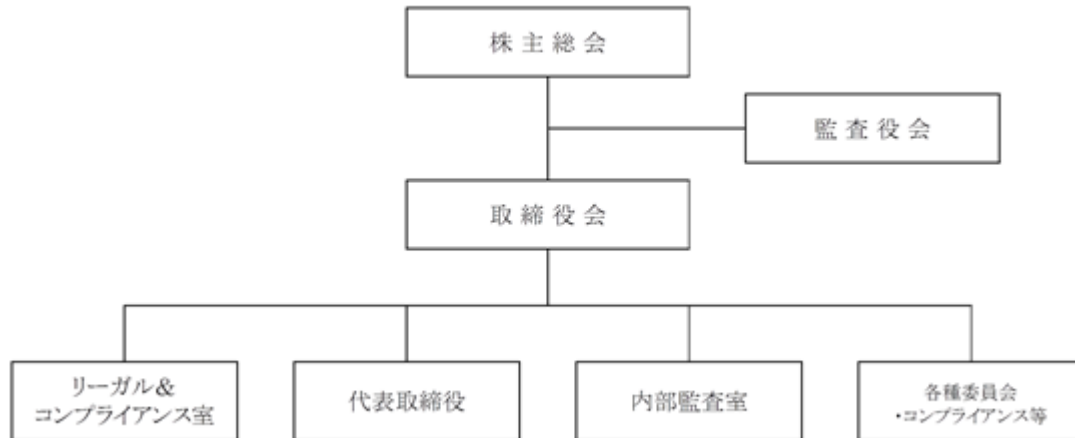 株主総会
監査役会
取締役会
リーガル&
コンプライアンス室
代表取締役
内部監査室
各種委員会
・コンプライアンス等